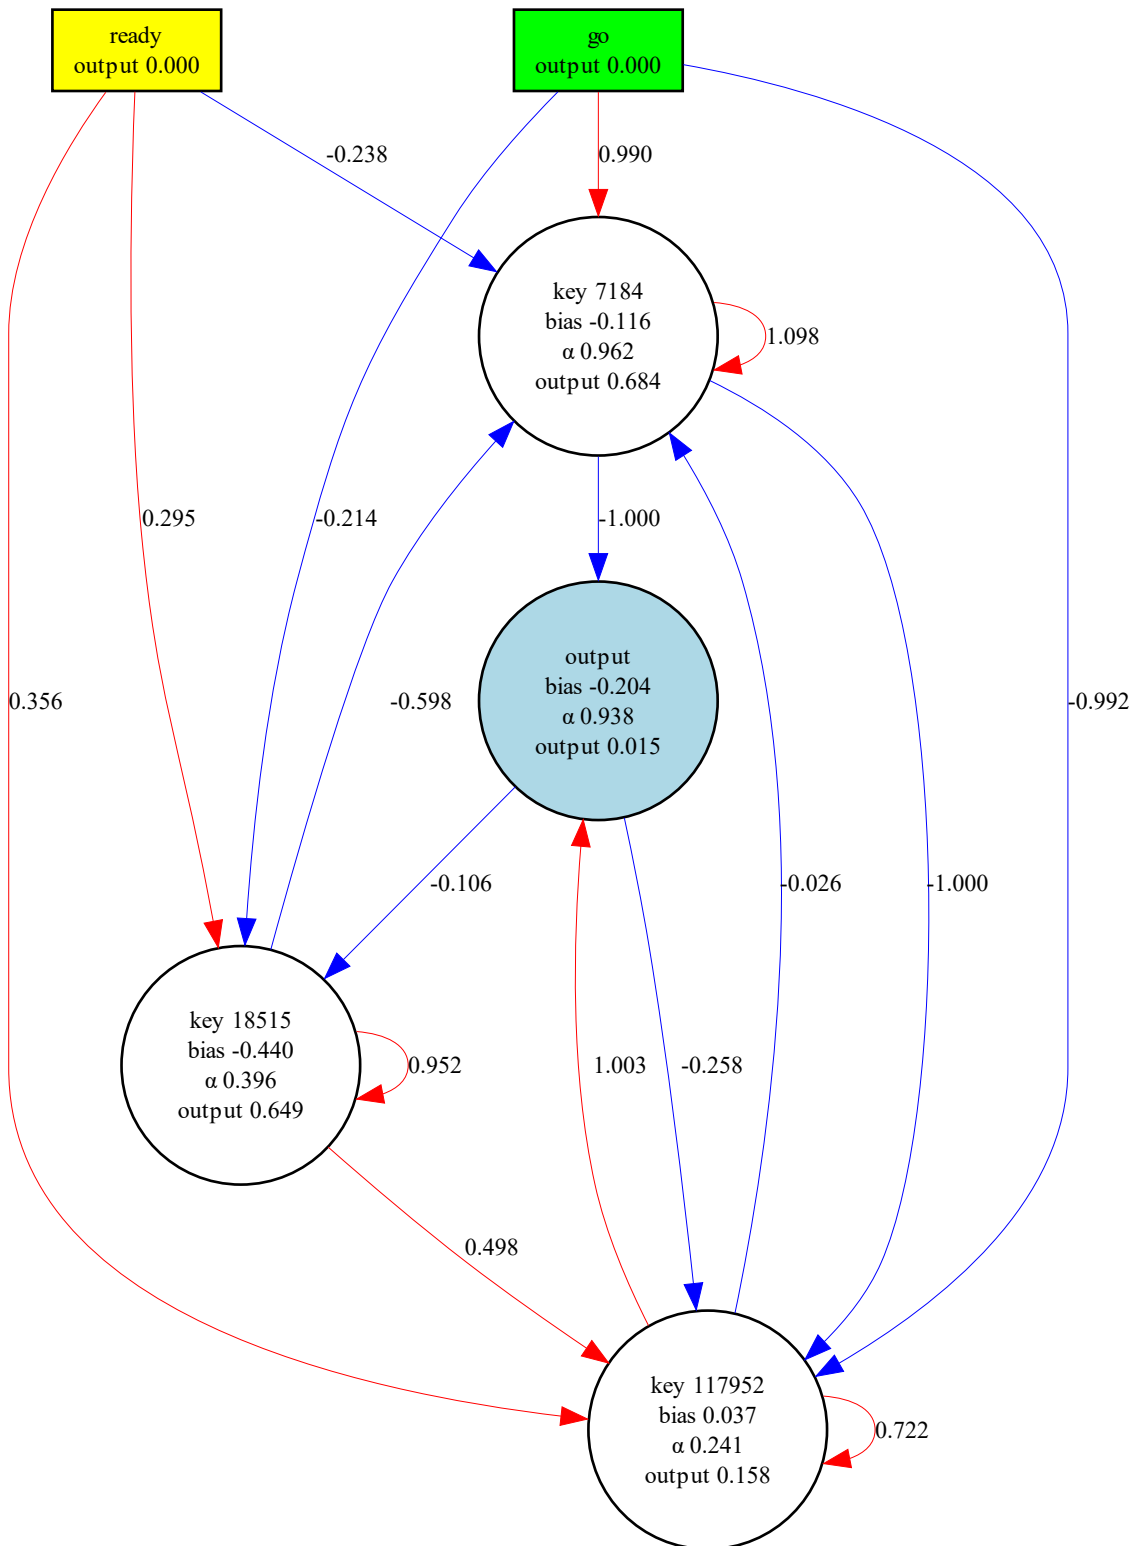 ready
output 0.000
go
output 0.000
-0.238
0.990
key 7184
bias -0.116
α 0.962
output 0.684
1.098
0.295
-0.214
-1.000
output
bias -0.204
α 0.938
output 0.015
0.356
-0.598
-0.992
-0.106
-0.026
-1.000
key 18515
bias -0.440
α 0.396
output 0.649
0.952
1.003
-0.258
0.498
key 117952
bias 0.037
α 0.241
output 0.158
0.722